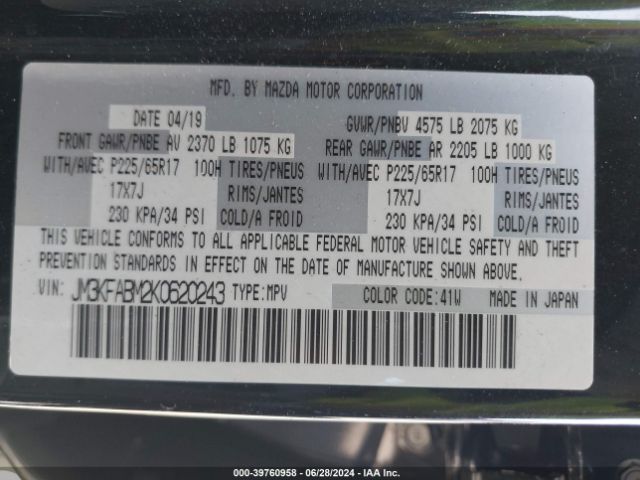 MFD. BY MAZDA MOTOR CORPORATION
DATE 04/19 GVWR/PNBV 4575 LB 2075 KG
FRONT GAWR/PNBE AV 2370 LB 1075 KG REAR GAWR/PNBE AR 2205 LB 1000 KG
WITH/AVEC P225/65R17 100H TIRES/PNEUS WITH/AVEC P225/65R17 100H TIRES/PNEUS
17X7J RIMS/JANTES 17X7J RIMS/JANTES
230 KPA/34 PSI COLD/A FROID 230 KPA/34 PSI COLD/A FROID
THIS VEHICLE CONFORMS TO ALL APPLICABLE FEDERAL MOTOR VEHICLE SAFETY AND THEFT
PREVENTION STANDARDS IN EFFECT ON THE DATE OF MANUFACTURE SHOWN ABOVE.
VIN: JM3KFABM2K0620243 TYPE:MPV COLOR CODE:41W MADE IN JAPAN
000-39760958 - 06/28/2024 - IAA Inc.